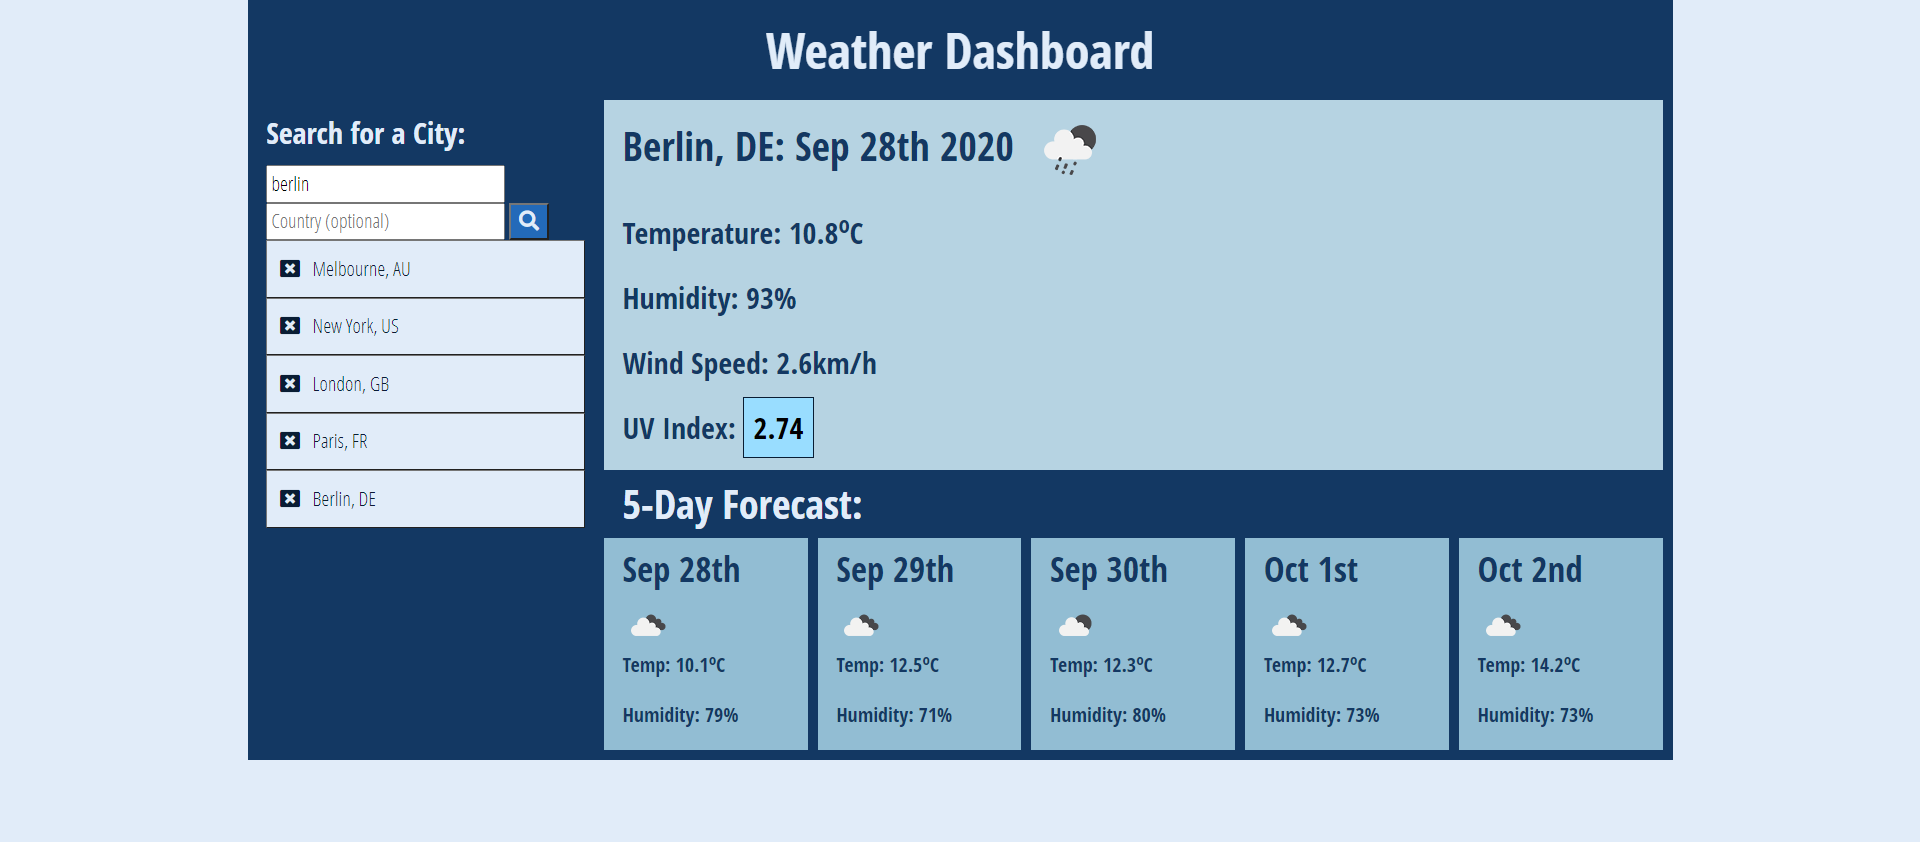 Weather Dashboard
Search for a City:
berlin
Country (optional)
Melbourne, AU
New York, US
London, GB
Paris, FR
Berlin, DE
Berlin, DE: Sep 28th 2020
Temperature: 10.8°C
Humidity: 93%
Wind Speed: 2.6km/h
UV Index: 2.74
5-Day Forecast:
Sep 28th
Temp: 10.1°C
Humidity: 79%
Sep 29th
Temp: 12.5°C
Humidity: 71%
Sep 30th
Temp: 12.3°C
Humidity: 80%
Oct 1st
Temp: 12.7°C
Humidity: 73%
Oct 2nd
Temp: 14.2°C
Humidity: 73%